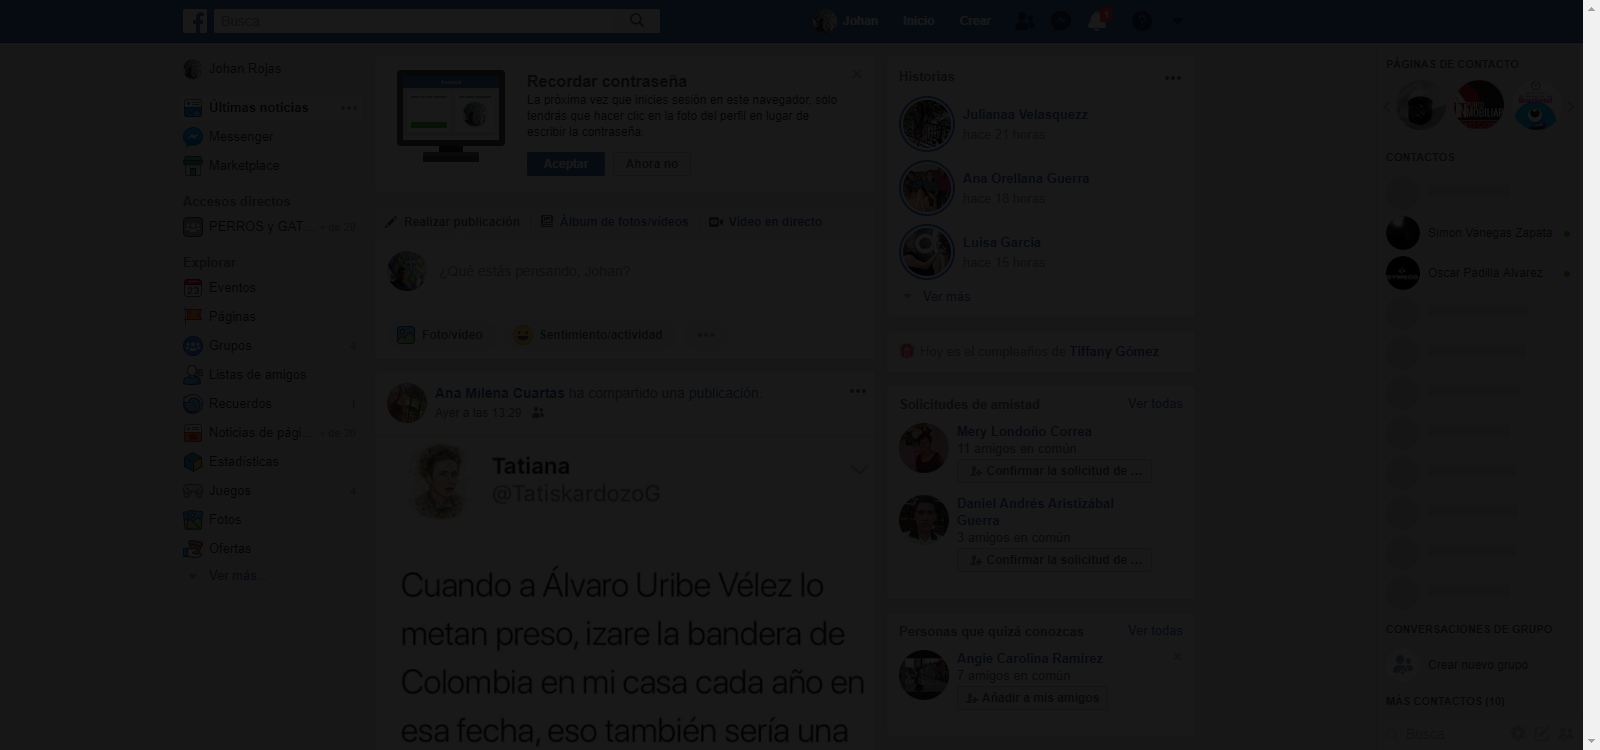 Busca
Johan
Inicio
Crear
Johan Rojas
Últimas noticias
Messenger
Marketplace
Accesos directos
PERROS y GAT...
Explorar
Eventos
Páginas
Grupos
Listas de amigos
Recuerdos
Noticias de pági...
Estadísticas
Juegos
Fotos
Ofertas
Ver más...
Recordar contraseña
La próxima vez que inicies sesión en este navegador, solo
tendrás que hacer clic en la foto del perfil en lugar de
escribir la contraseña.
Aceptar
Ahora no
Realizar publicación
Álbum de fotos/vídeos
Vídeo en directo
¿Qué estás pensando, Johan?
Foto/vídeo
Sentimiento/actividad
Ana Milena Cuartas ha compartido una publicación.
Ayer a las 13:29
Tatiana
@TatiskardozoG
Cuando a Álvaro Uribe Vélez lo
metan preso, izare la bandera de
Colombia en mi casa cada año en
esa fecha, eso también sería una
Historias
Julianaa Velasquezz
hace 21 horas
Ana Orellana Guerra
hace 18 horas
Luisa García
hace 15 horas
Ver más
Hoy es el cumpleaños de Tiffany Gómez
Solicitudes de amistad
Ver todas
Mery Londoño Correa
11 amigos en común
Confirmar la solicitud de ...
Daniel Andrés Aristizábal
Guerra
3 amigos en común
Confirmar la solicitud de ...
Personas que quizá conozcas
Ver todas
Angie Carolina Ramirez
7 amigos en común
Añadir a mis amigos
PÁGINAS DE CONTACTO
CONTACTOS
Simon Vanegas Zapata
Oscar Padilla Alvarez
CONVERSACIONES DE GRUPO
Crear nuevo grupo
MÁS CONTACTOS (10)
Busca